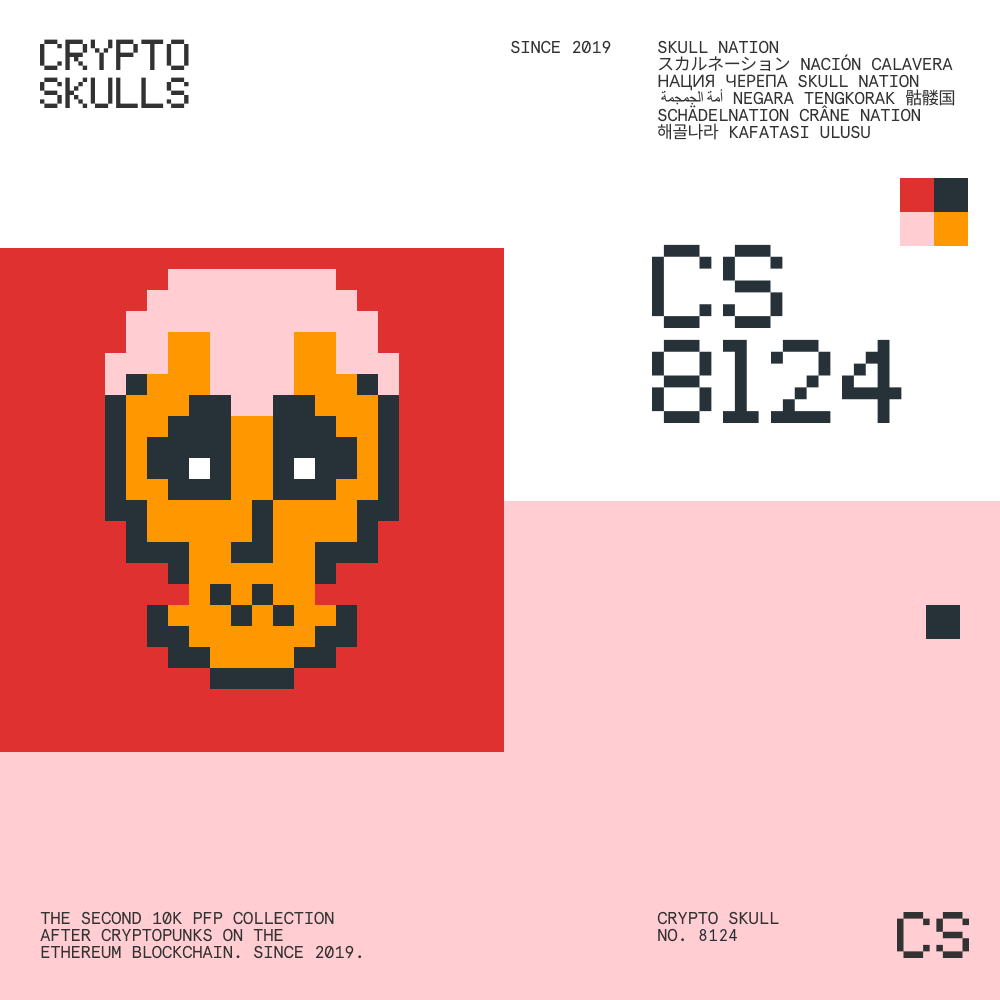 CRYPTO
SKULLS
SINCE 2019
SKULL NATION
スカルネーション NACIÓN CALAVERA
НАЦИЯ ЧЕРЕПА SKULL NATION
أمة الجمجمة NEGARA TENGKORAK 骷髅国
SCHÄDELNATION CRÂNE NATION
해골나라 KAFATASI ULUSU
CS
8124
THE SECOND 10K PFP COLLECTION
AFTER CRYPTOPUNKS ON THE
ETHEREUM BLOCKCHAIN. SINCE 2019.
CRYPTO SKULL
NO. 8124
CS